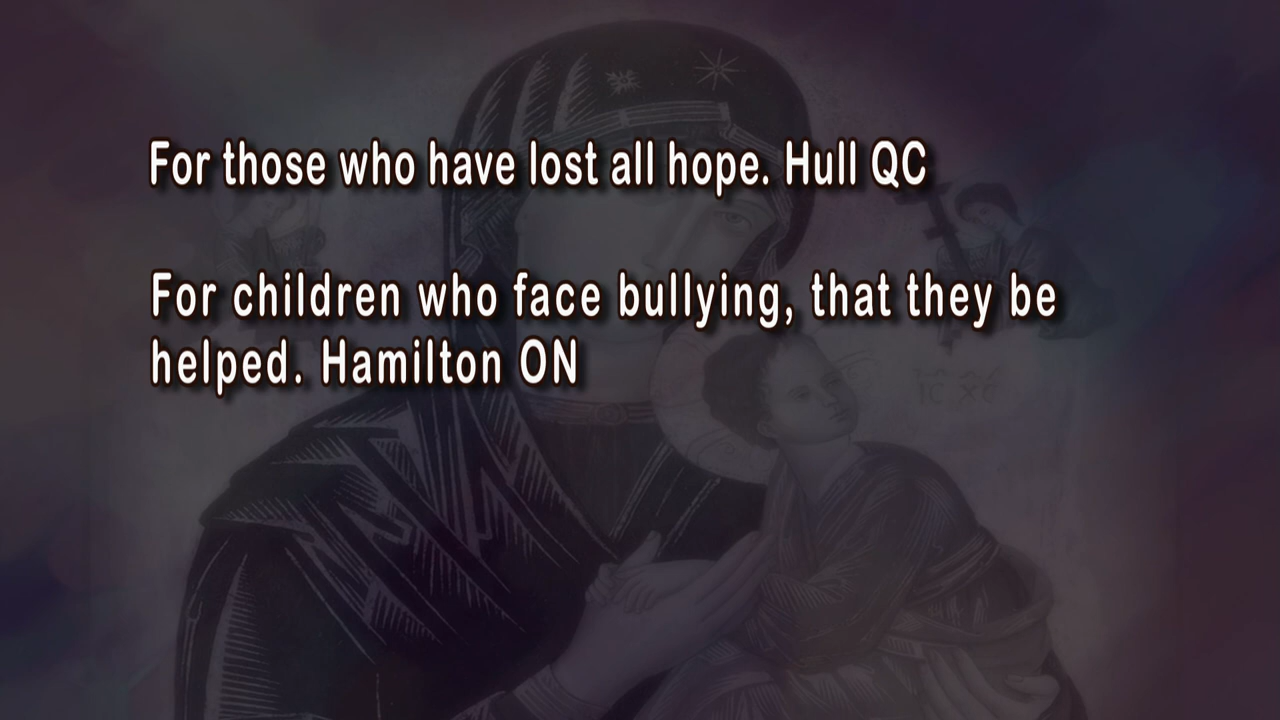 For those who have lost all hope. Hull QC
For children who face bullying, that they be
helped. Hamilton ON